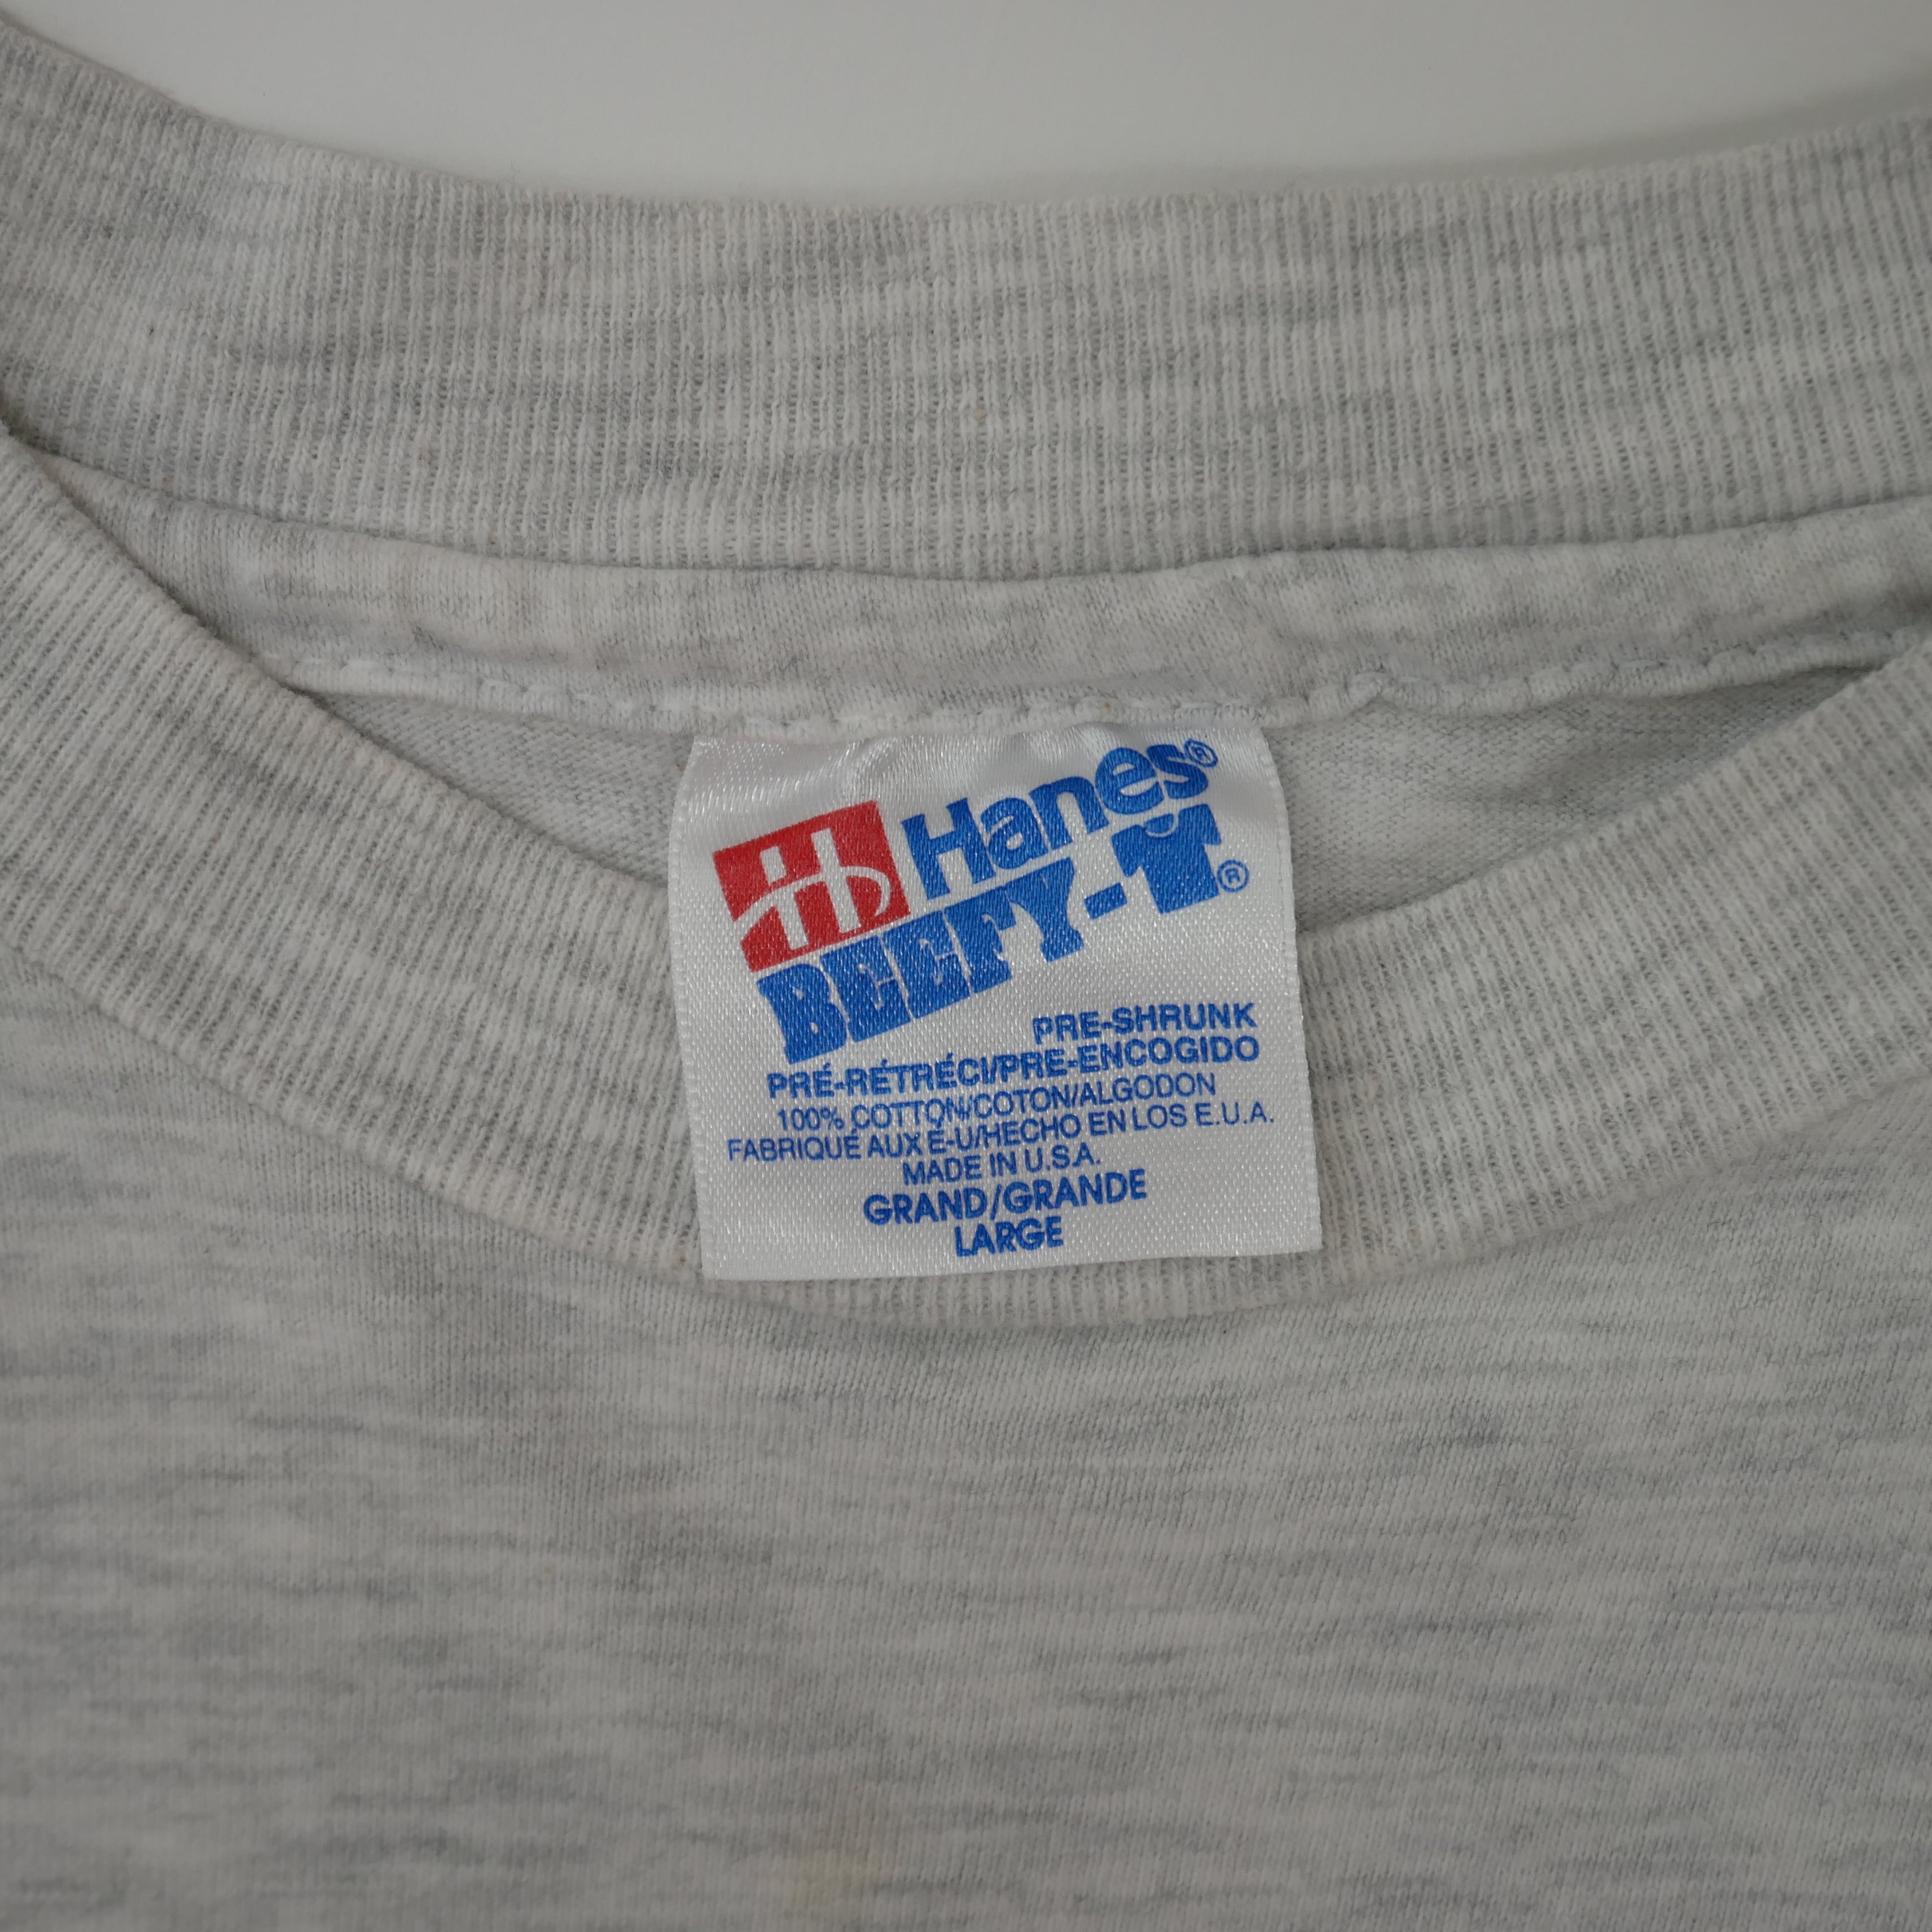 Hanes®
BEEFY-T®
PRE-SHRUNK
PRÉ-RÉTRÉCI/PRE-ENCOGIDO
100% COTTON/COTON/ALGODON
FABRIQUÉ AUX É-U/HECHO EN LOS E.U.A.
MADE IN U.S.A.
GRAND/GRANDE
LARGE